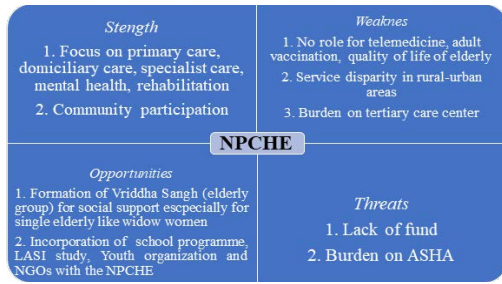 Stength
1. Focus on primary care,
domiciliary care, specialist care,
mental health, rehabilitation
2. Community participation
Weaknes
1. No role for telemedicine, adult
vaccination, quality of life of elderly
2. Service disparity in rural-urban
areas
3. Burden on tertiary care center
NPCHE
Opportunities
1. Formation of Vriddha Sangh (elderly
group) for social support escpecially for
single elderly like widow women
2. Incorporation of school programme,
LASI study, Youth organization and
NGOs with the NPCHE
Threats
1. Lack of fund
2. Burden on ASHA